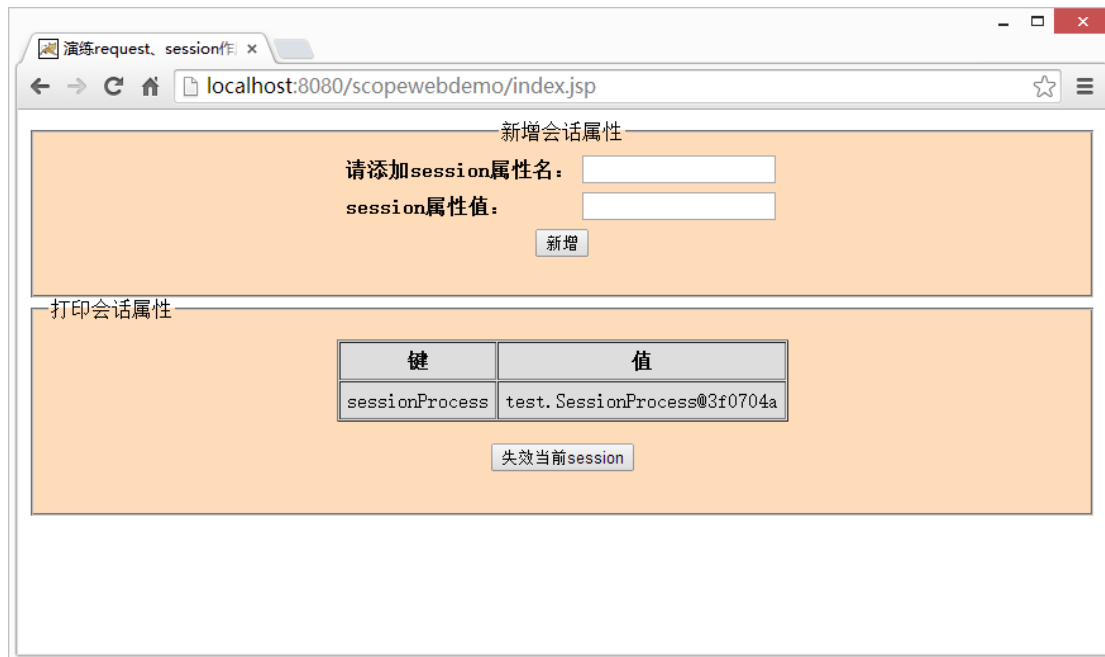 演练request、session作
localhost:8080/scopewebdemo/index.jsp
新增会话属性
请添加session属性名：
session属性值：
新增
打印会话属性
键 值
sessionProcess test.SessionProcess@3f0704a
失效当前session